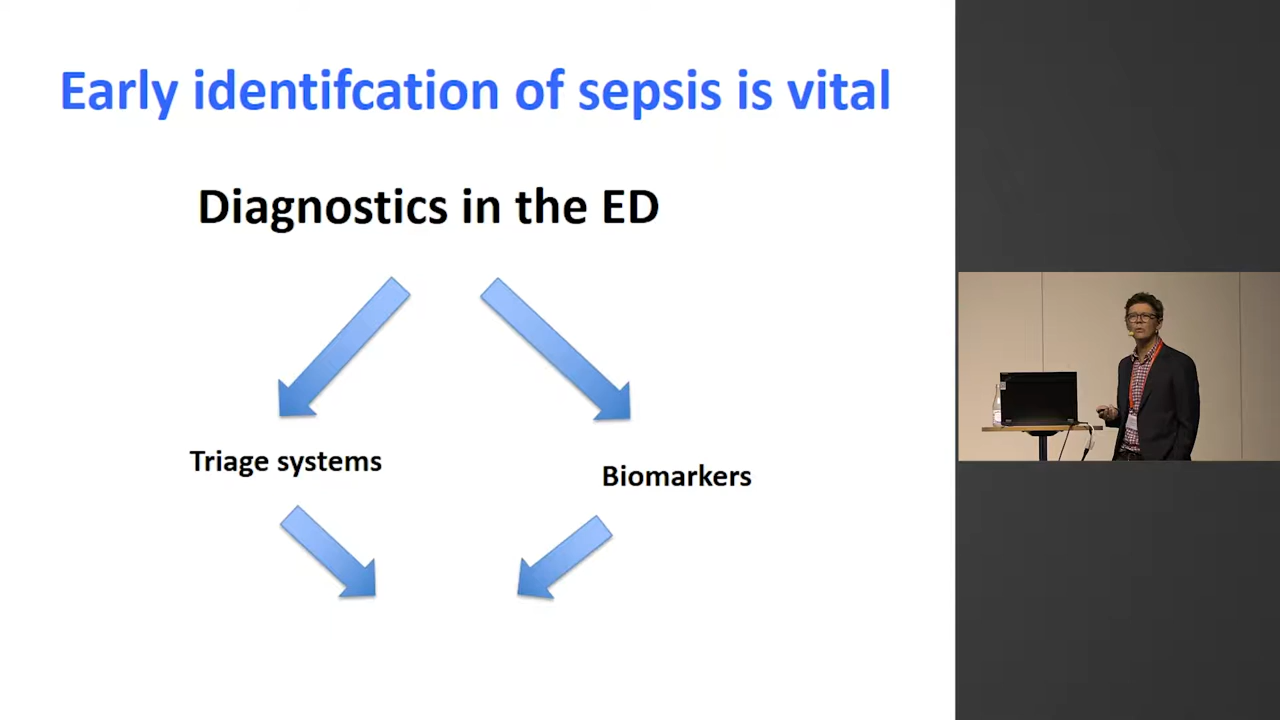 Early identifcation of sepsis is vital
Diagnostics in the ED
Triage systems
Biomarkers